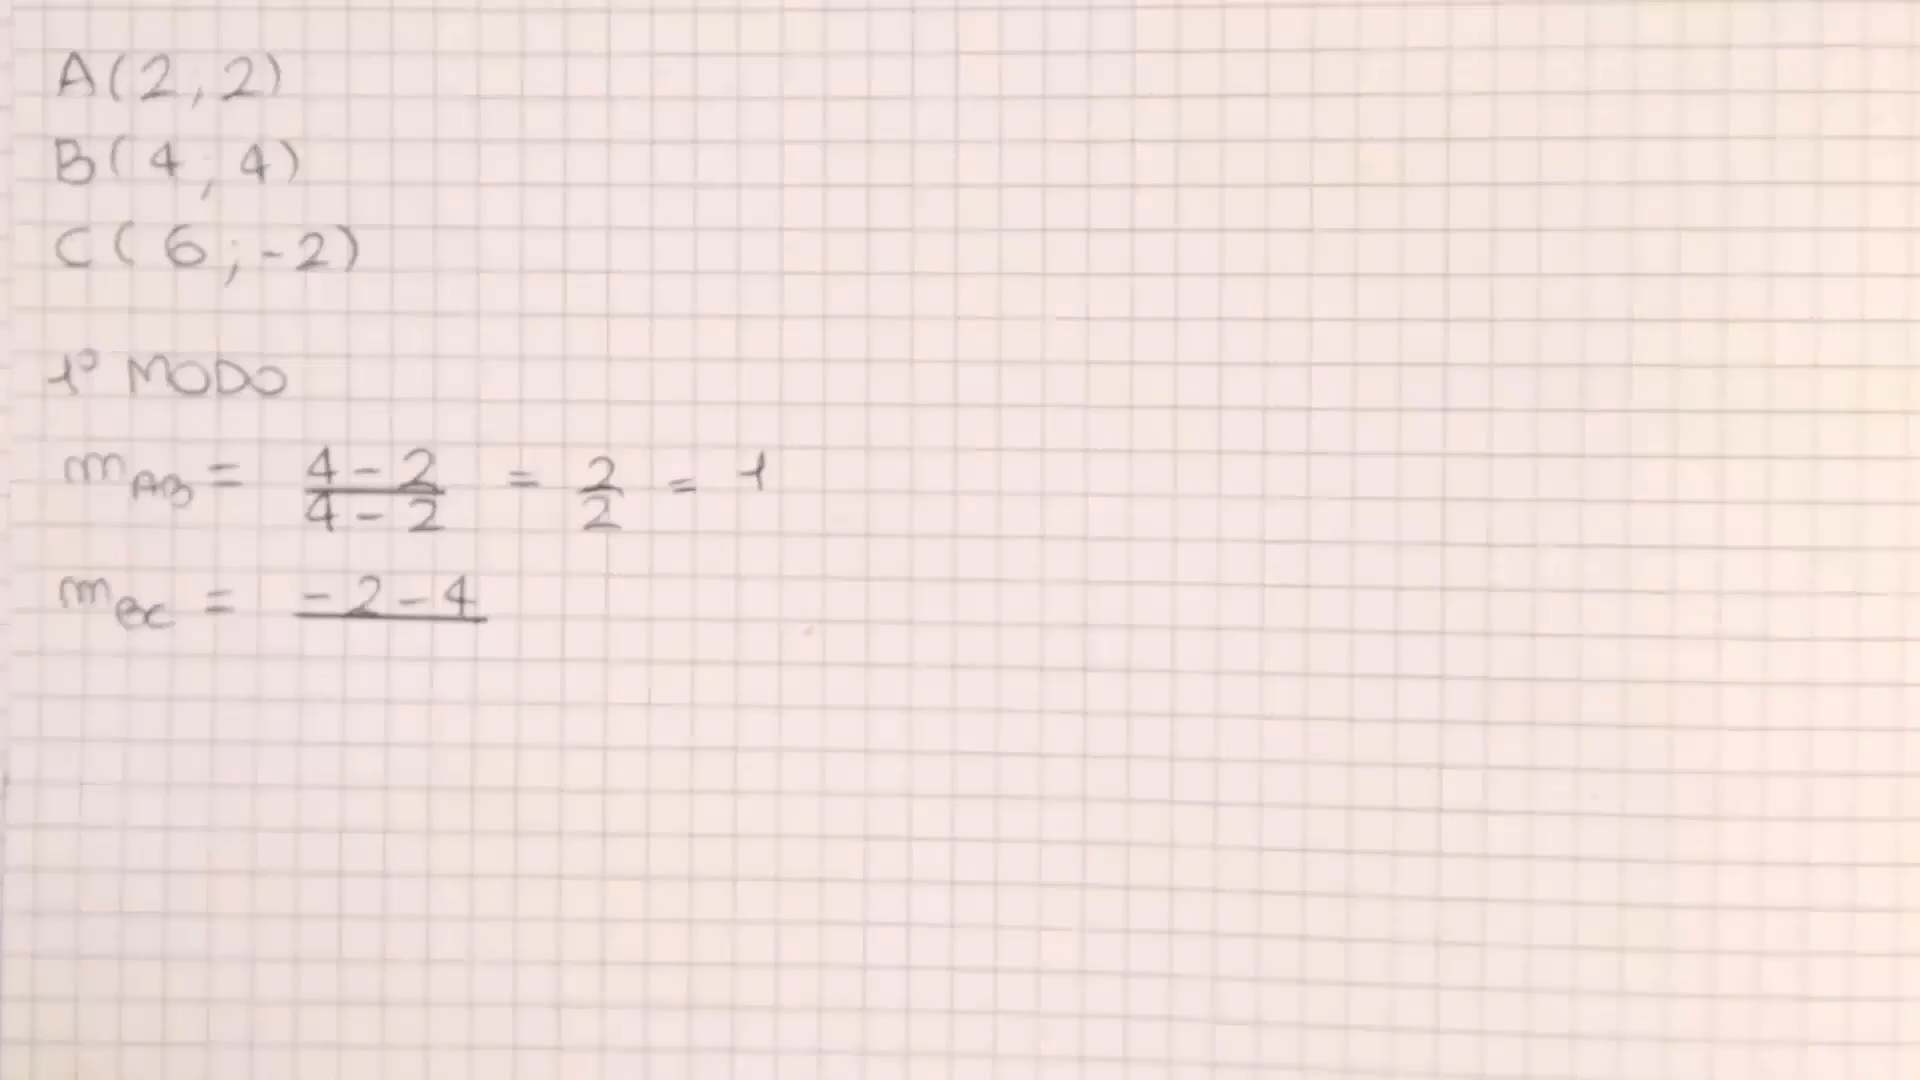 A(2,2)
B(4;4)
C(6;-2)
1° MODO
m_AB = (4-2)/(4-2) = 2/2 = 1
m_BC = -2-4